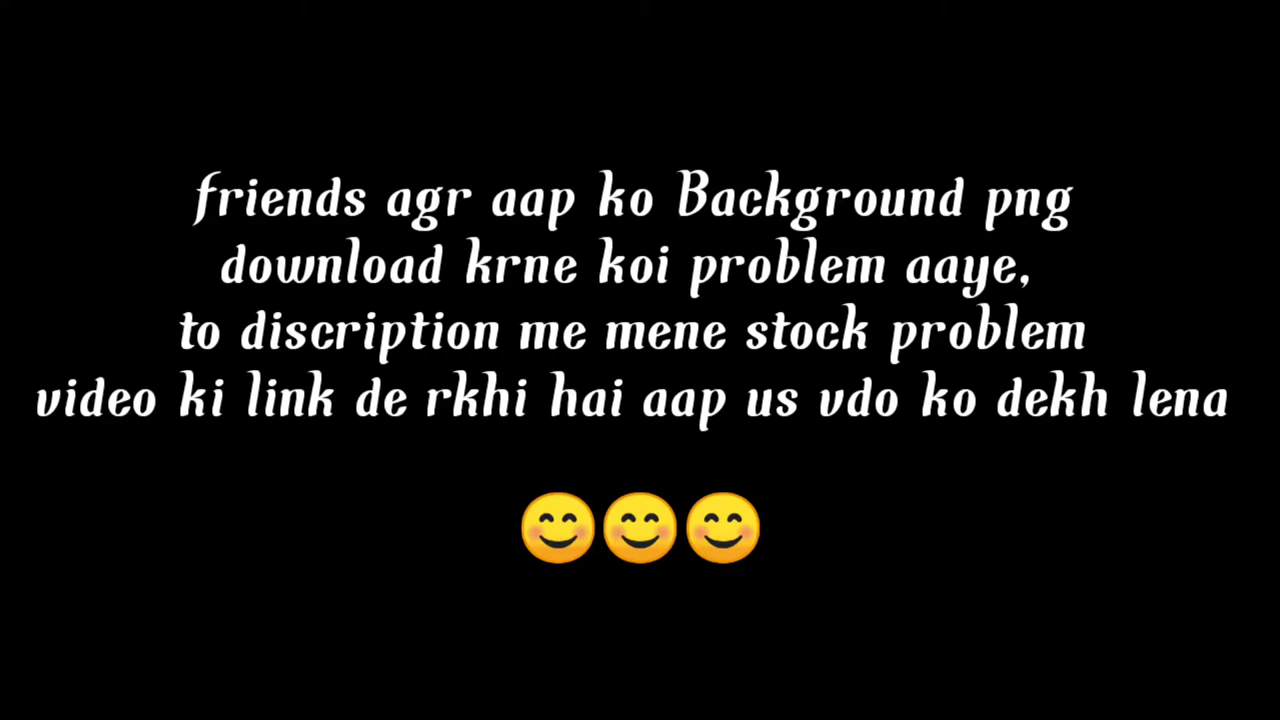 friends agr aap ko Background png
download krne koi problem aaye,
to discription me mene stock problem
video ki link de rkhi hai aap us vdo ko dekh lena
😊😊😊